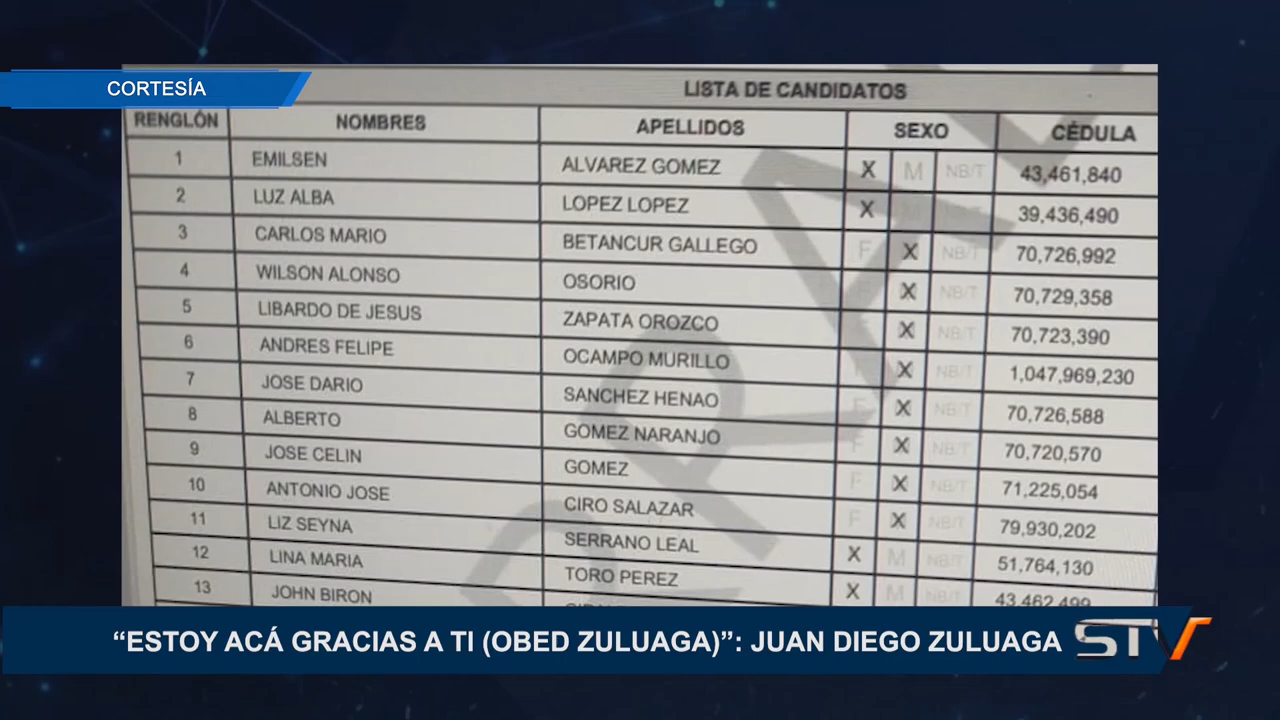 CORTESÍA
LISTA DE CANDIDATOS
RENGLÓN NOMBRES APELLIDOS SEXO CÉDULA
1 EMILSEN ALVAREZ GOMEZ X M NB/T 43,461,840
2 LUZ ALBA LOPEZ LOPEZ X M NB/T 39,436,490
3 CARLOS MARIO BETANCUR GALLEGO F X NB/T 70,726,992
4 WILSON ALONSO OSORIO X NB/T 70,729,358
5 LIBARDO DE JESUS ZAPATA OROZCO X NB/T 70,723,390
6 ANDRES FELIPE OCAMPO MURILLO X NB/T 1,047,969,230
7 JOSE DARIO SANCHEZ HENAO F X NB/T 70,726,588
8 ALBERTO GOMEZ NARANJO F X NB/T 70,720,570
9 JOSE CELIN GOMEZ F X NB/T 71,225,054
10 ANTONIO JOSE CIRO SALAZAR F X NB/T 79,930,202
11 LIZ SEYNA SERRANO LEAL X M NB/T 51,764,130
12 LINA MARIA TORO PEREZ X M NB/T 43,462,499
13 JOHN BIRON
“ESTOY ACÁ GRACIAS A TI (OBED ZULUAGA)”: JUAN DIEGO ZULUAGA STV